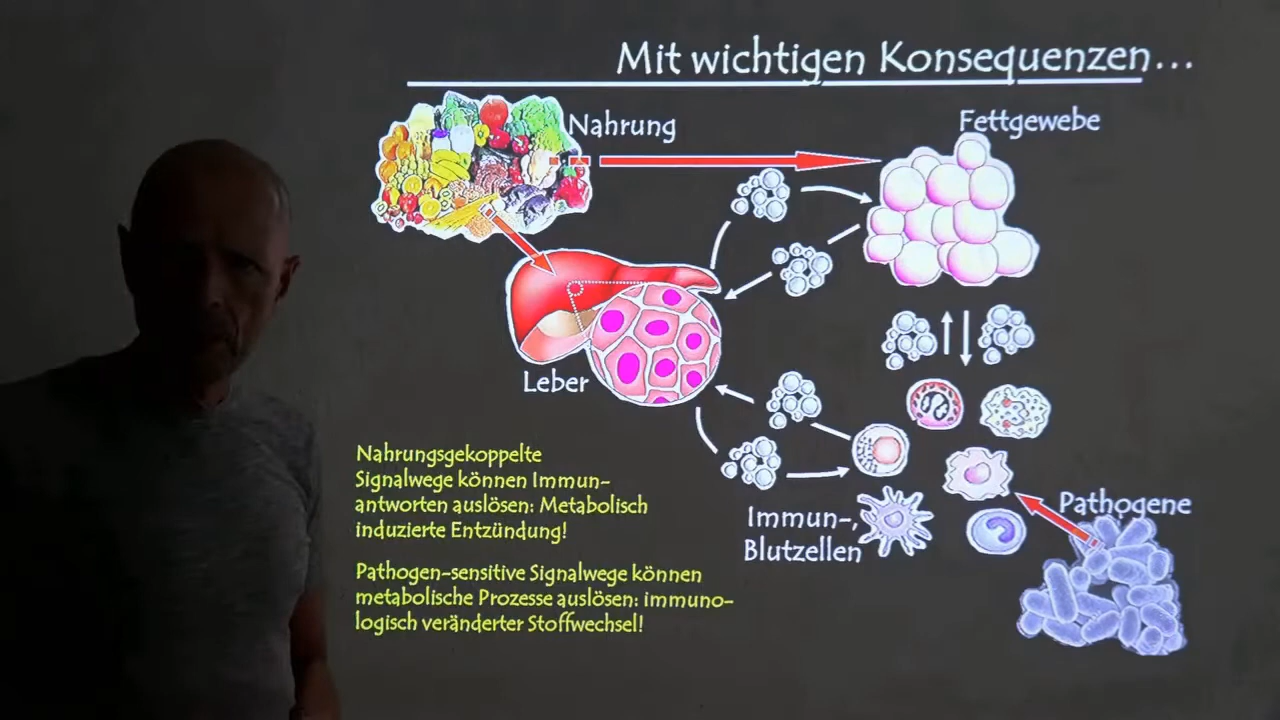 Mit wichtigen Konsequenzen...
Nahrung
Fettgewebe
Leber
Nahrungsgekoppelte
Signalwege können Immun-
antworten auslösen: Metabolisch
induzierte Entzündung!
Immun-,
Blutzellen
Pathogene
Pathogen-sensitive Signalwege können
metabolische Prozesse auslösen: immuno-
logisch veränderter Stoffwechsel!